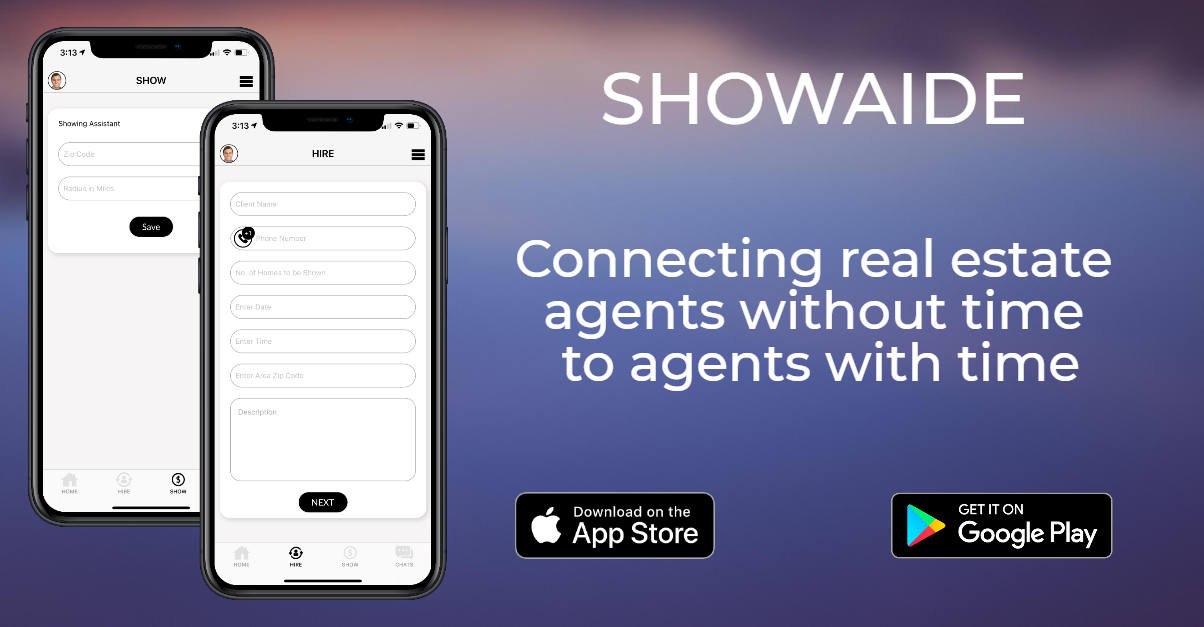 3:13
SHOW
Showing Assistant
Zip Code
Radius in Miles
Save
HOME
HIRE
SHOW
3:13
HIRE
Client Name
+1
Phone Number
No. of Homes to be Shown
Enter Date
Enter Time
Enter Area Zip Code
Description
NEXT
HOME
HIRE
SHOW
CHATS
SHOWAIDE
Connecting real estate
agents without time
to agents with time
Download on the
App Store
GET IT ON
Google Play